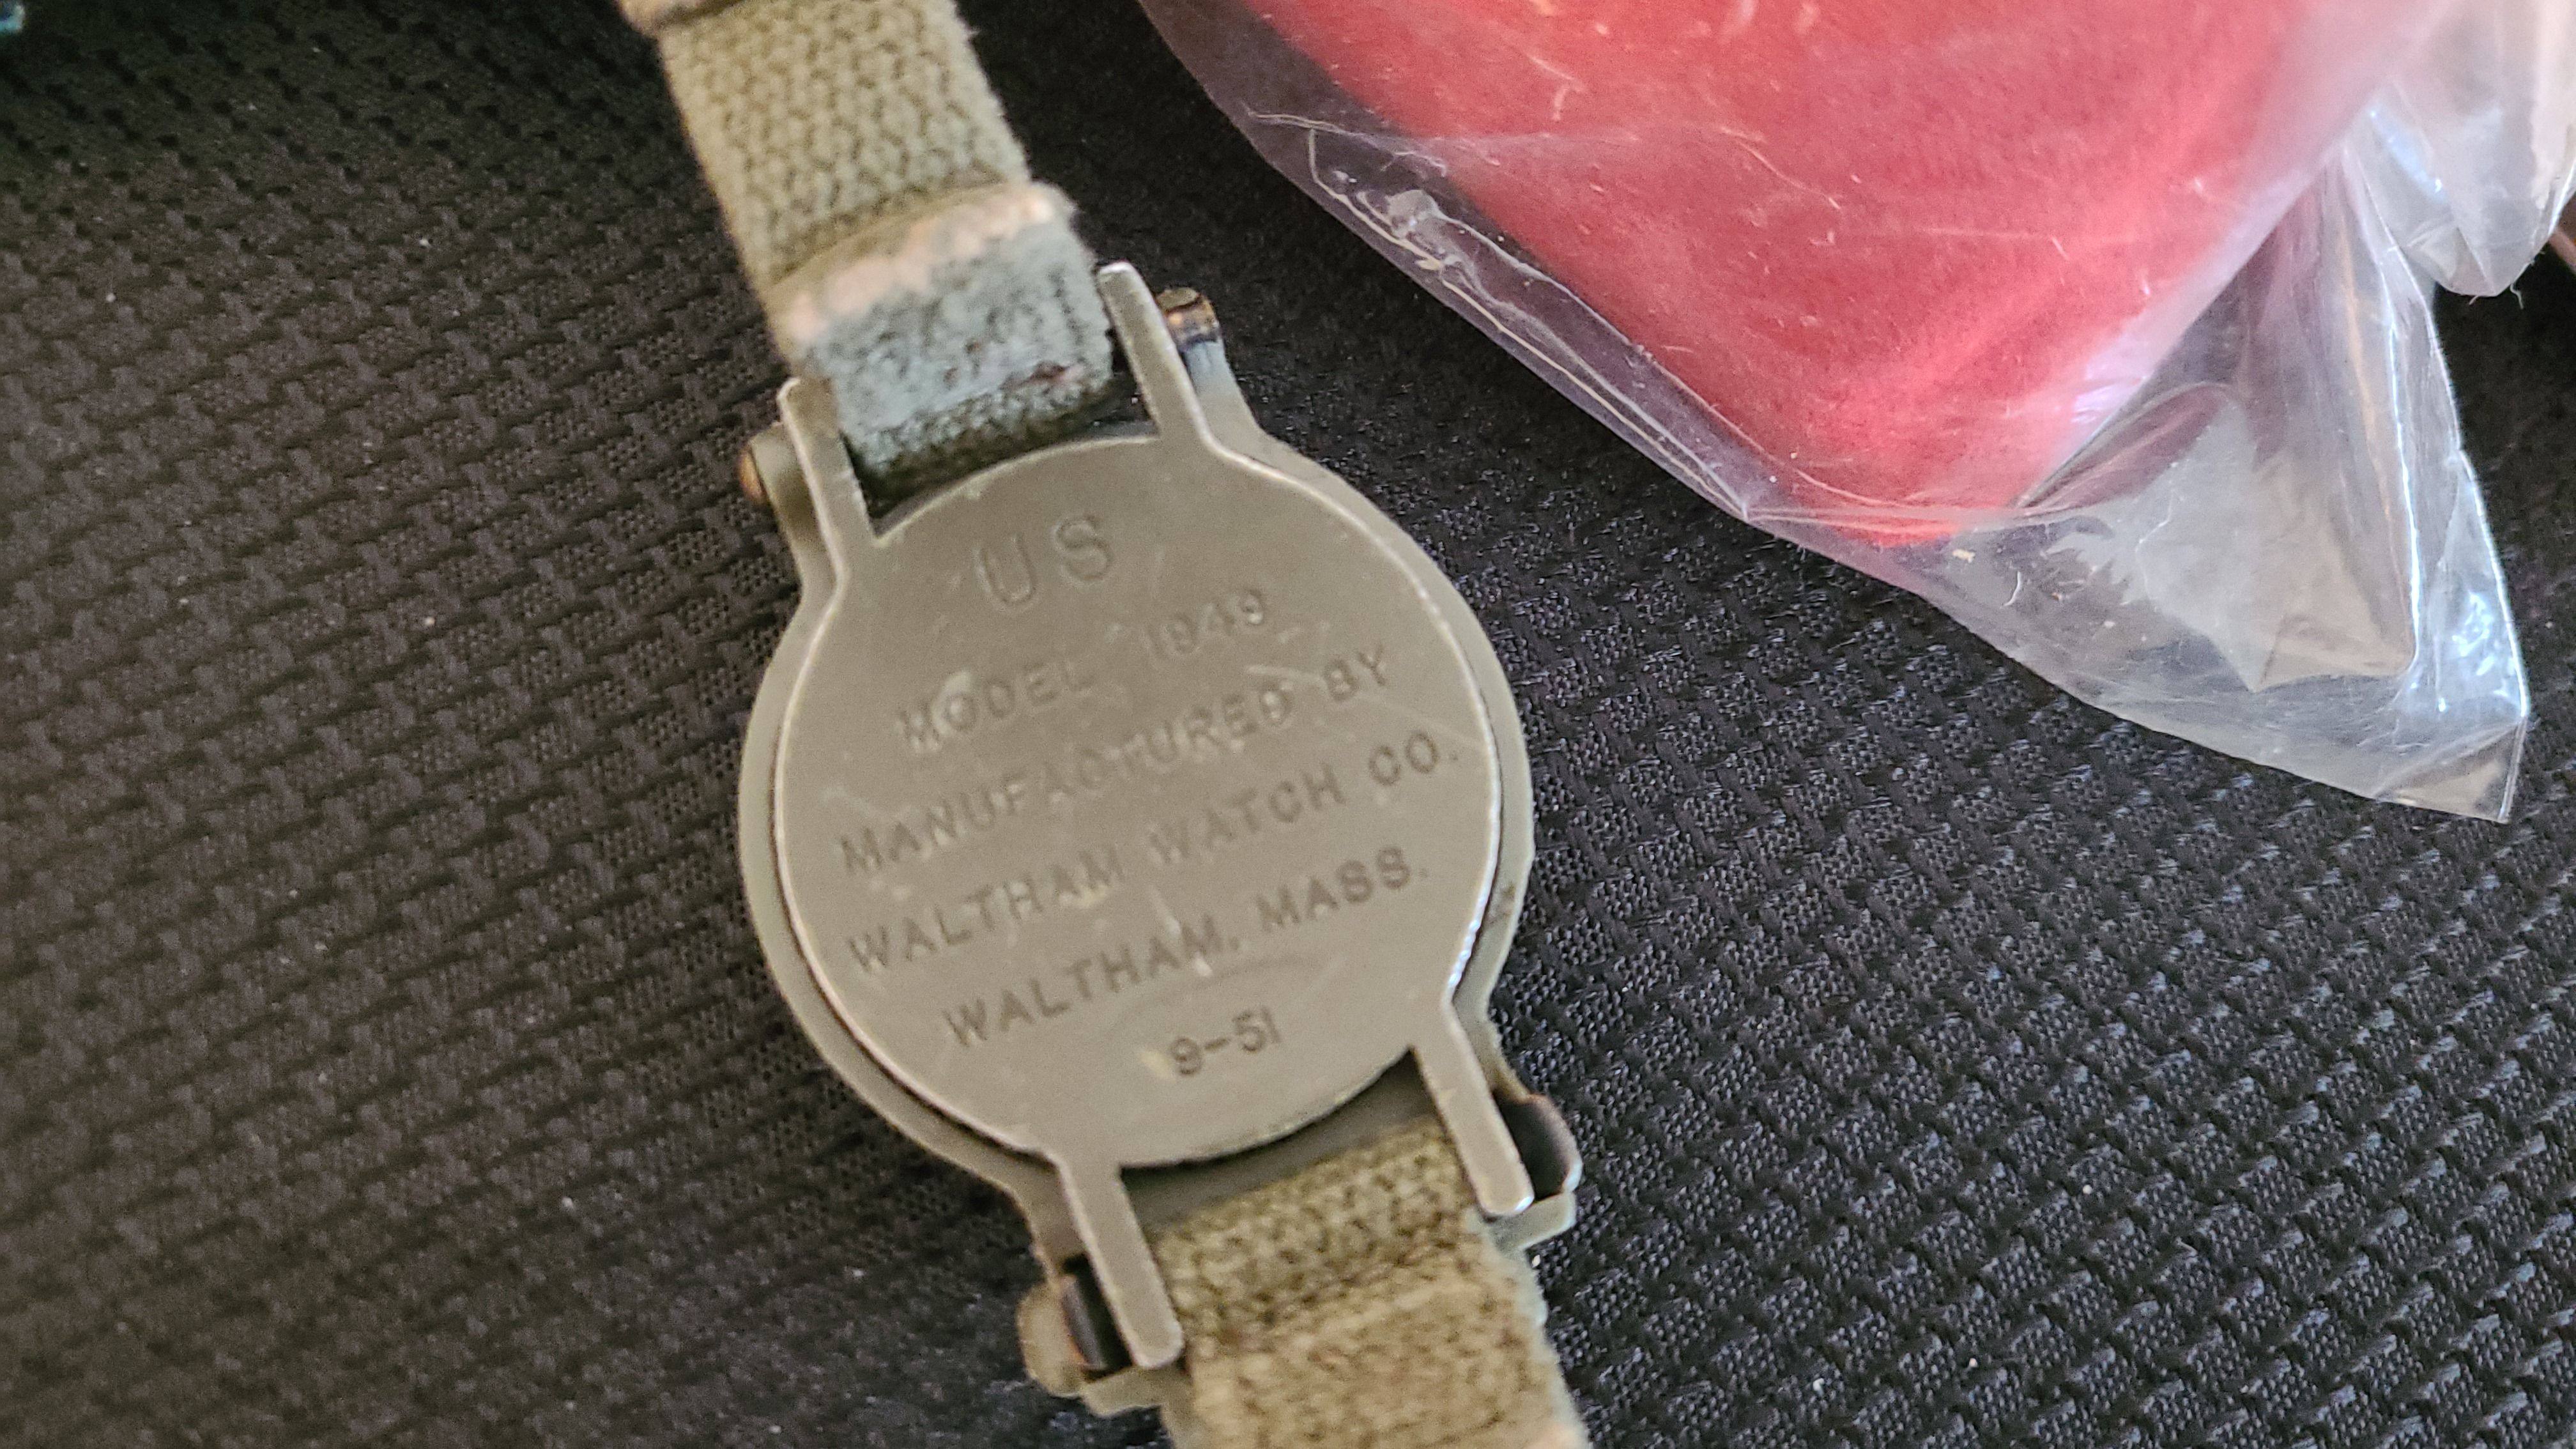 US
MODEL 1949
MANUFACTURED BY
WALTHAM WATCH CO.
WALTHAM, MASS.
9-51